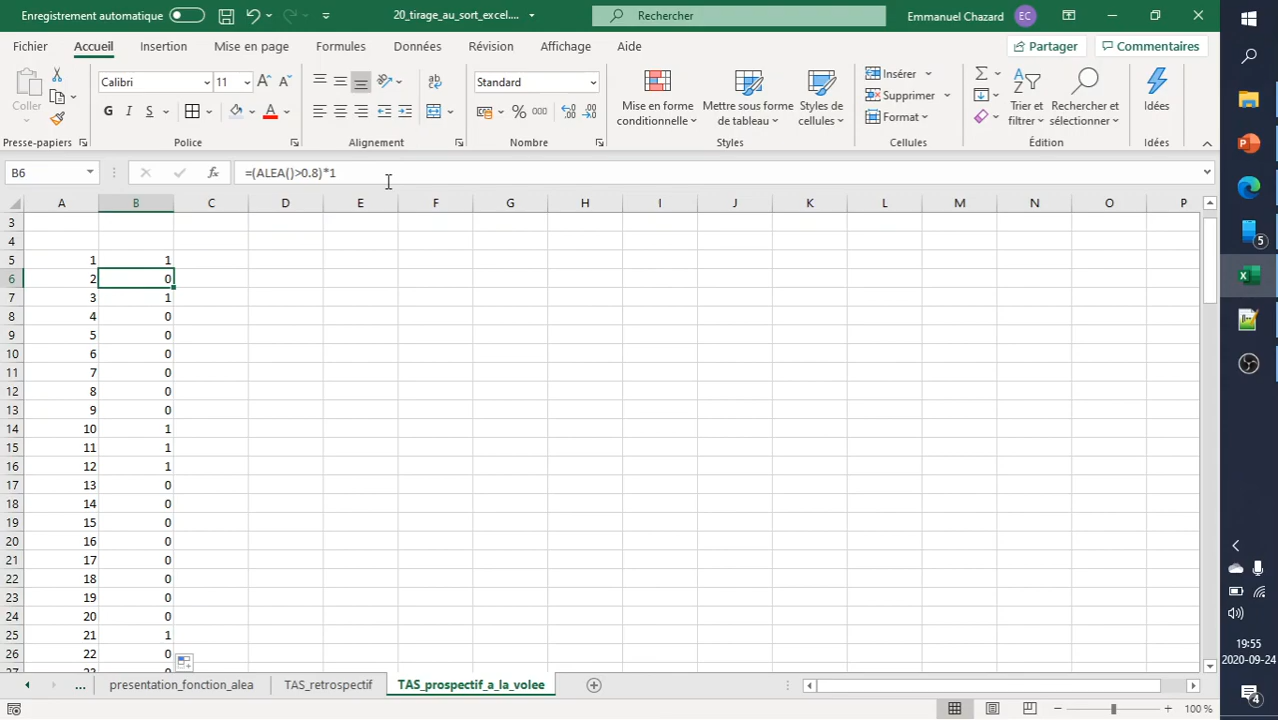 Enregistrement automatique
20_tirage_au_sort_excel....
Rechercher
Emmanuel Chazard
EC
Fichier
Accueil
Insertion
Mise en page
Formules
Données
Révision
Affichage
Aide
Partager
Commentaires
Coller
Calibri
11
Standard
G I S
A A
% 000
Mise en forme
conditionnelle
Mettre sous forme
de tableau
Styles de
cellules
Insérer
Supprimer
Format
Trier et
filtrer
Rechercher et
sélectionner
Idées
Presse-papiers
Police
Alignement
Nombre
Styles
Cellules
Édition
Idées
B6
fx
=(ALEA()>0.8)*1
A B C D E F G H I J K L M N O P
3
4
5 1 1
6 2 0
7 3 1
8 4 0
9 5 0
10 6 0
11 7 0
12 8 0
13 9 0
14 10 1
15 11 1
16 12 1
17 13 0
18 14 0
19 15 0
20 16 0
21 17 0
22 18 0
23 19 0
24 20 0
25 21 1
26 22 0
27 23 0
...
presentation_fonction_alea
TAS_retrospectif
TAS_prospectif_a_la_volee
100 %
5
19:55
2020-09-24
4